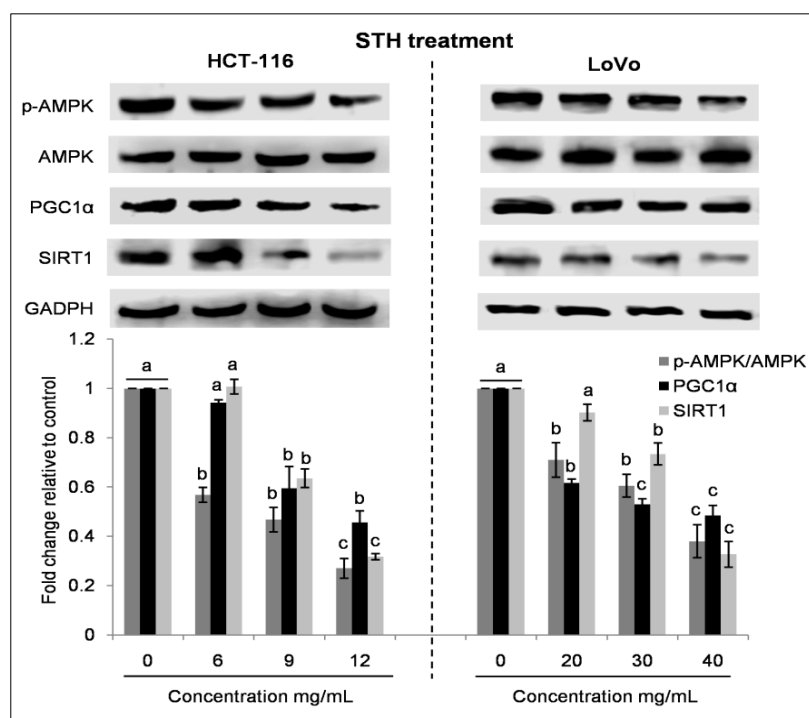 STH treatment
HCT-116 LoVo
p-AMPK
AMPK
PGC1α
SIRT1
GADPH
1.2
1
0.8
0.6
0.4
0.2
0
Fold change relative to control
a
b a a
b b b
c b c
a
b b a
b c b
c c c
p-AMPK/AMPK
PGC1α
SIRT1
0 6 9 12
0 20 30 40
Concentration mg/mL Concentration mg/mL